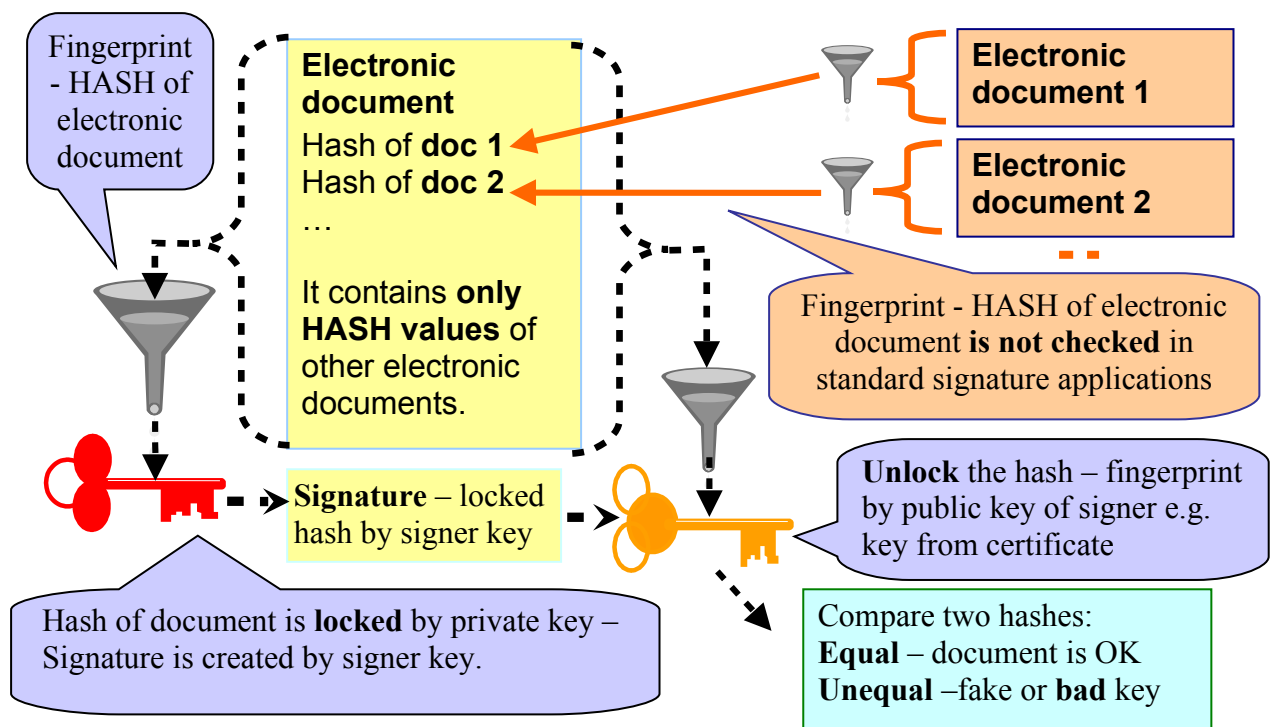 Fingerprint
- HASH of
electronic
document
Electronic
document
Hash of doc 1
Hash of doc 2
…
It contains only
HASH values of
other electronic
documents.
Electronic
document 1
Electronic
document 2
Fingerprint - HASH of electronic
document is not checked in
standard signature applications
Signature – locked
hash by signer key
Unlock the hash – fingerprint
by public key of signer e.g.
key from certificate
Hash of document is locked by private key –
Signature is created by signer key.
Compare two hashes:
Equal – document is OK
Unequal –fake or bad key